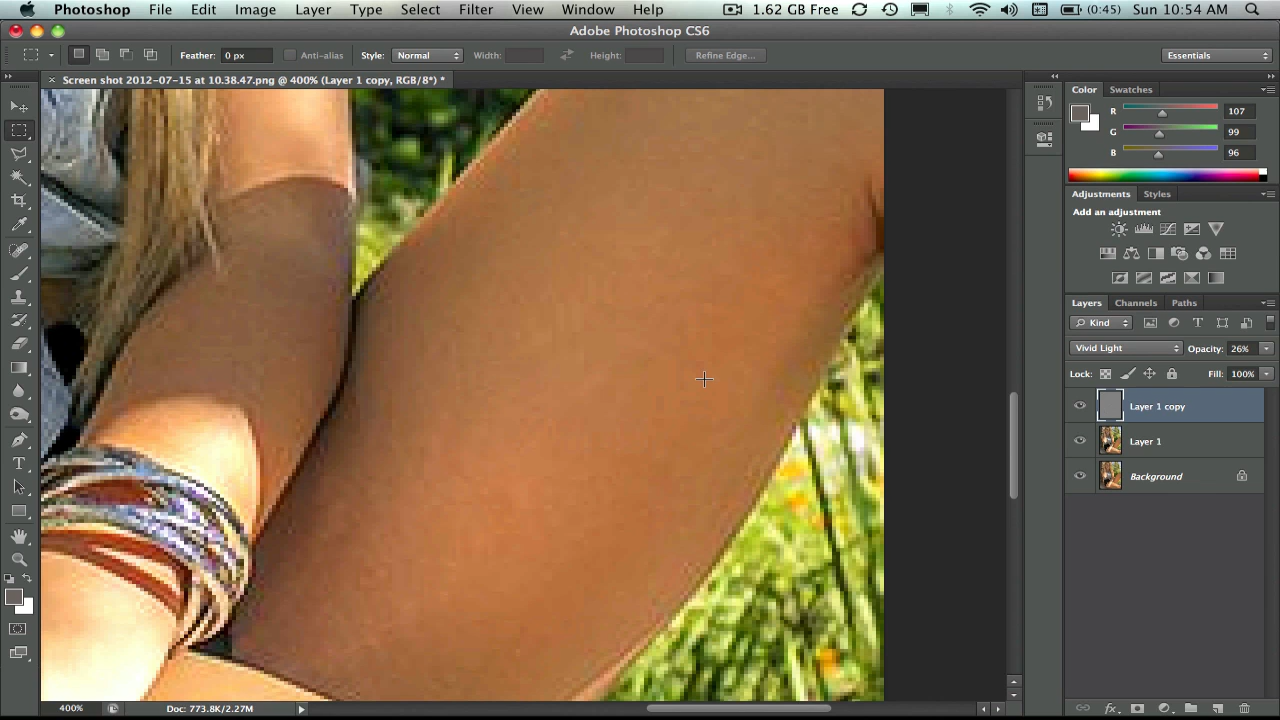 Photoshop File Edit Image Layer Type Select Filter View Window Help 1.62 GB Free (0:45) Sun 10:54 AM
Adobe Photoshop CS6
Feather: 0 px Anti-alias Style: Normal Width: Height: Refine Edge... Essentials
× Screen shot 2012-07-15 at 10.38.47.png @ 400% (Layer 1 copy, RGB/8*) *
Color Swatches
R 107
G 99
B 96
Adjustments Styles
Add an adjustment
Layers Channels Paths
Kind
Vivid Light Opacity: 26%
Lock: Fill: 100%
Layer 1 copy
Layer 1
Background
400% Doc: 773.8K/2.27M